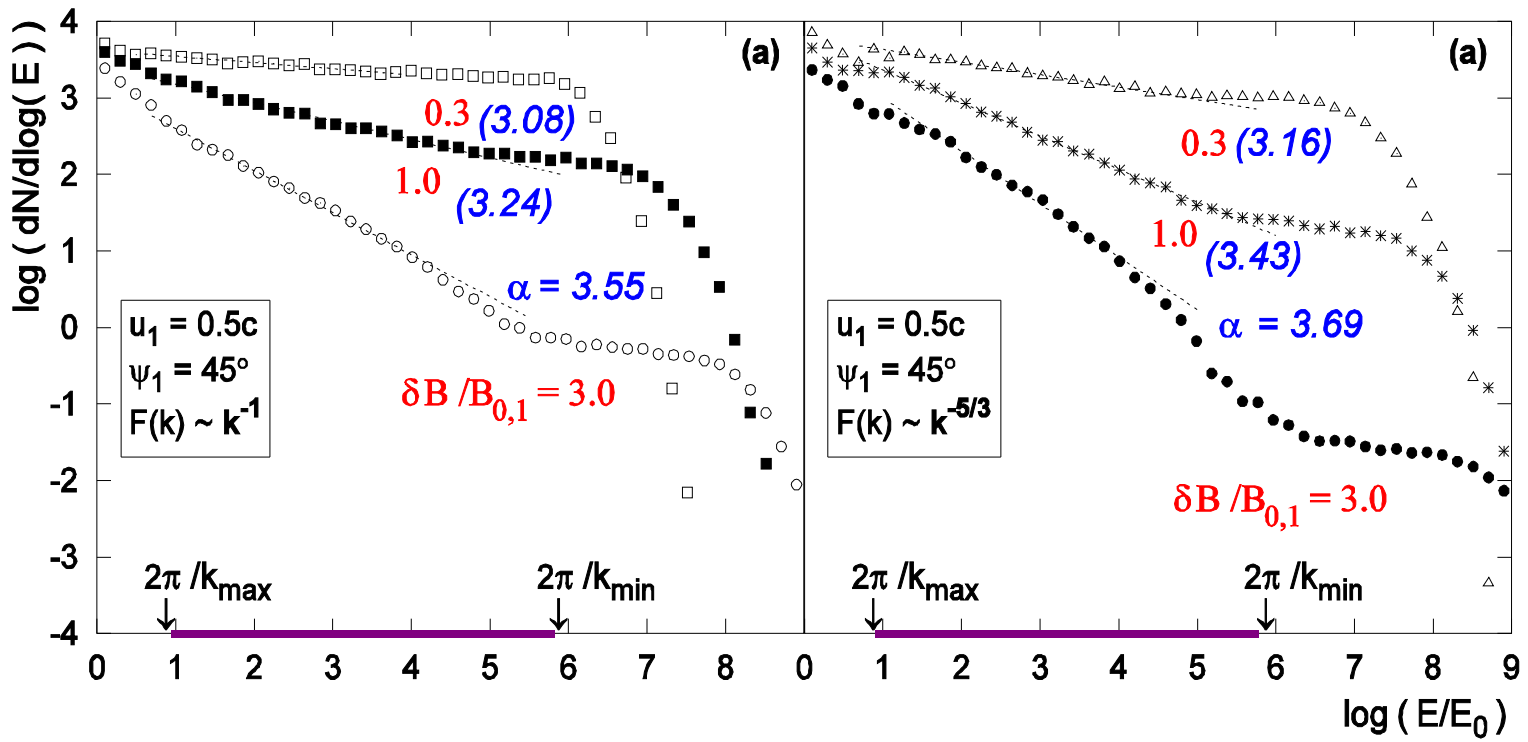 log ( dN/dlog( E ) )
4
3
2
1
0
-1
-2
-3
-4
(a)
0.3 (3.08)
1.0 (3.24)
α = 3.55
δB /B0,1 = 3.0
u1 = 0.5c
ψ1 = 45°
F(k) ~ k-1
2π /kmax
2π /kmin
0 1 2 3 4 5 6 7 8
(a)
0.3 (3.16)
1.0 (3.43)
α = 3.69
u1 = 0.5c
ψ1 = 45°
F(k) ~ k-5/3
δB /B0,1 = 3.0
2π /kmax
2π /kmin
0 1 2 3 4 5 6 7 8 9
log ( E/E0 )